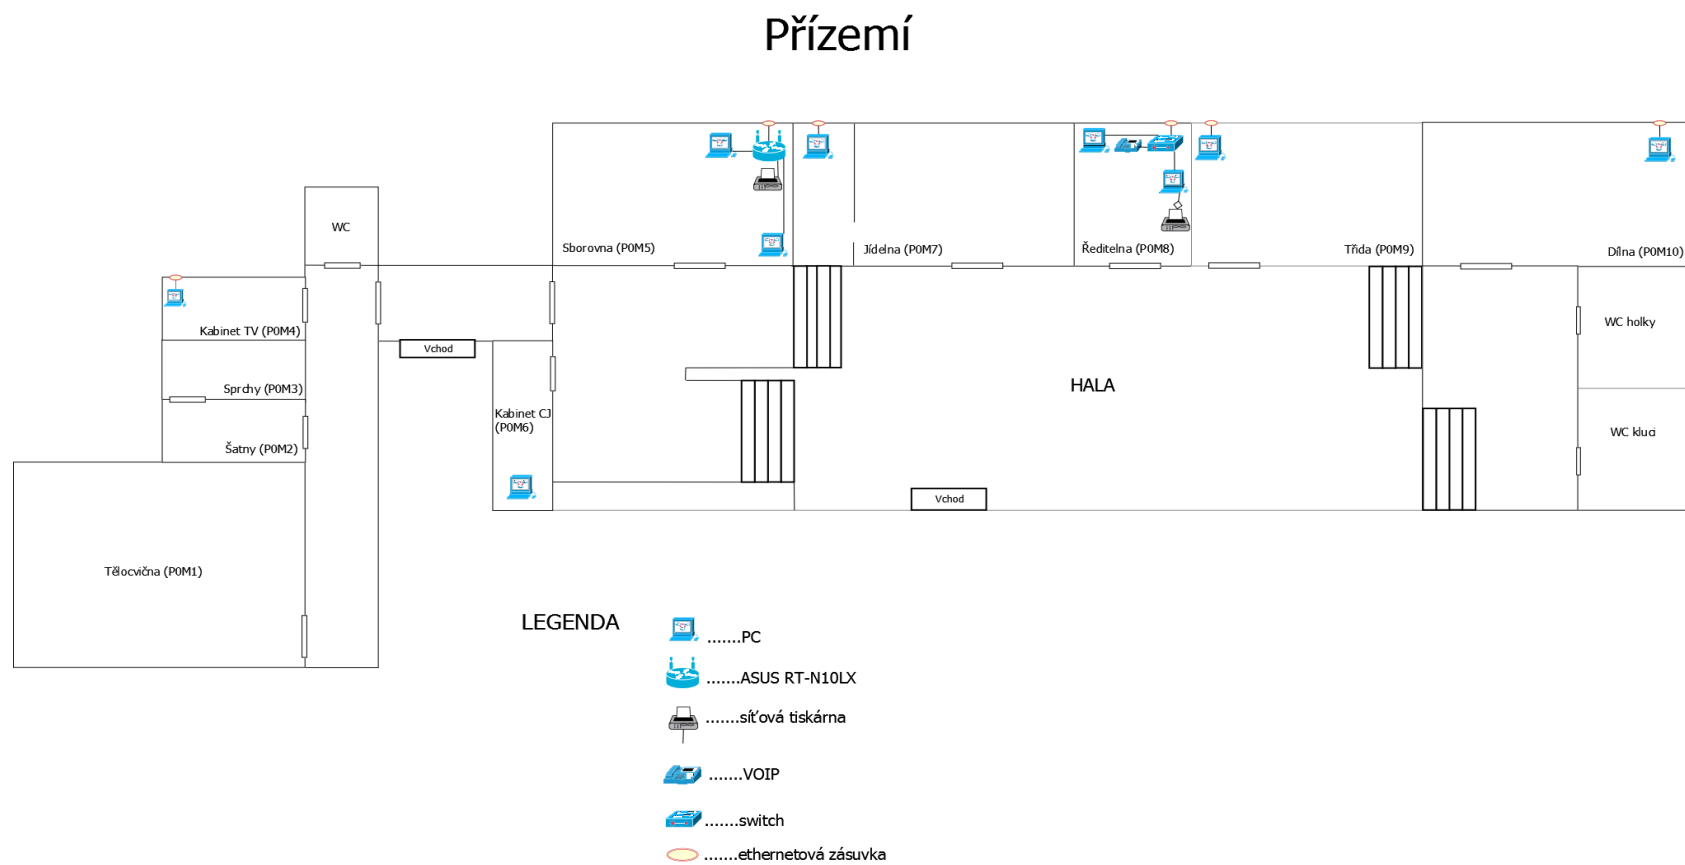 Přízemí
WC
Sborovna (P0M5)
Jídelna (P0M7)
Ředitelna (P0M8)
Třida (P0M9)
Dílna (P0M10)
Kabinet TV (P0M4)
Vchod
WC holky
Sprchy (P0M3)
HALA
Kabinet CJ
(P0M6)
Šatny (P0M2)
WC kluci
Vchod
Tělocvična (P0M1)
LEGENDA
.......PC
.......ASUS RT-N10LX
.......síťová tiskárna
.......VOIP
.......switch
.......ethernetová zásuvka